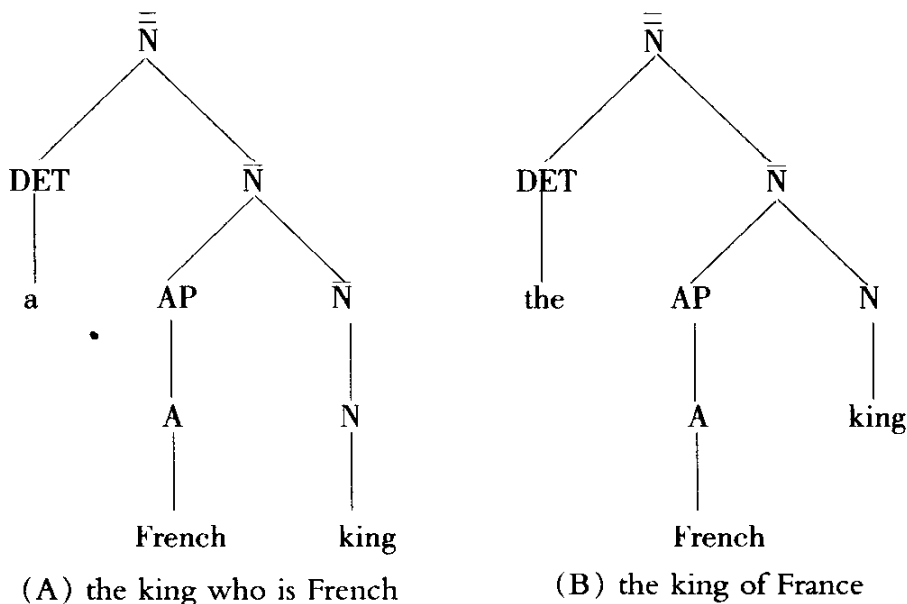 N̿ N̿
DET N̄ DET N̄
a AP N̄ the AP N
A N A king
French king French
(A) the king who is French (B) the king of France